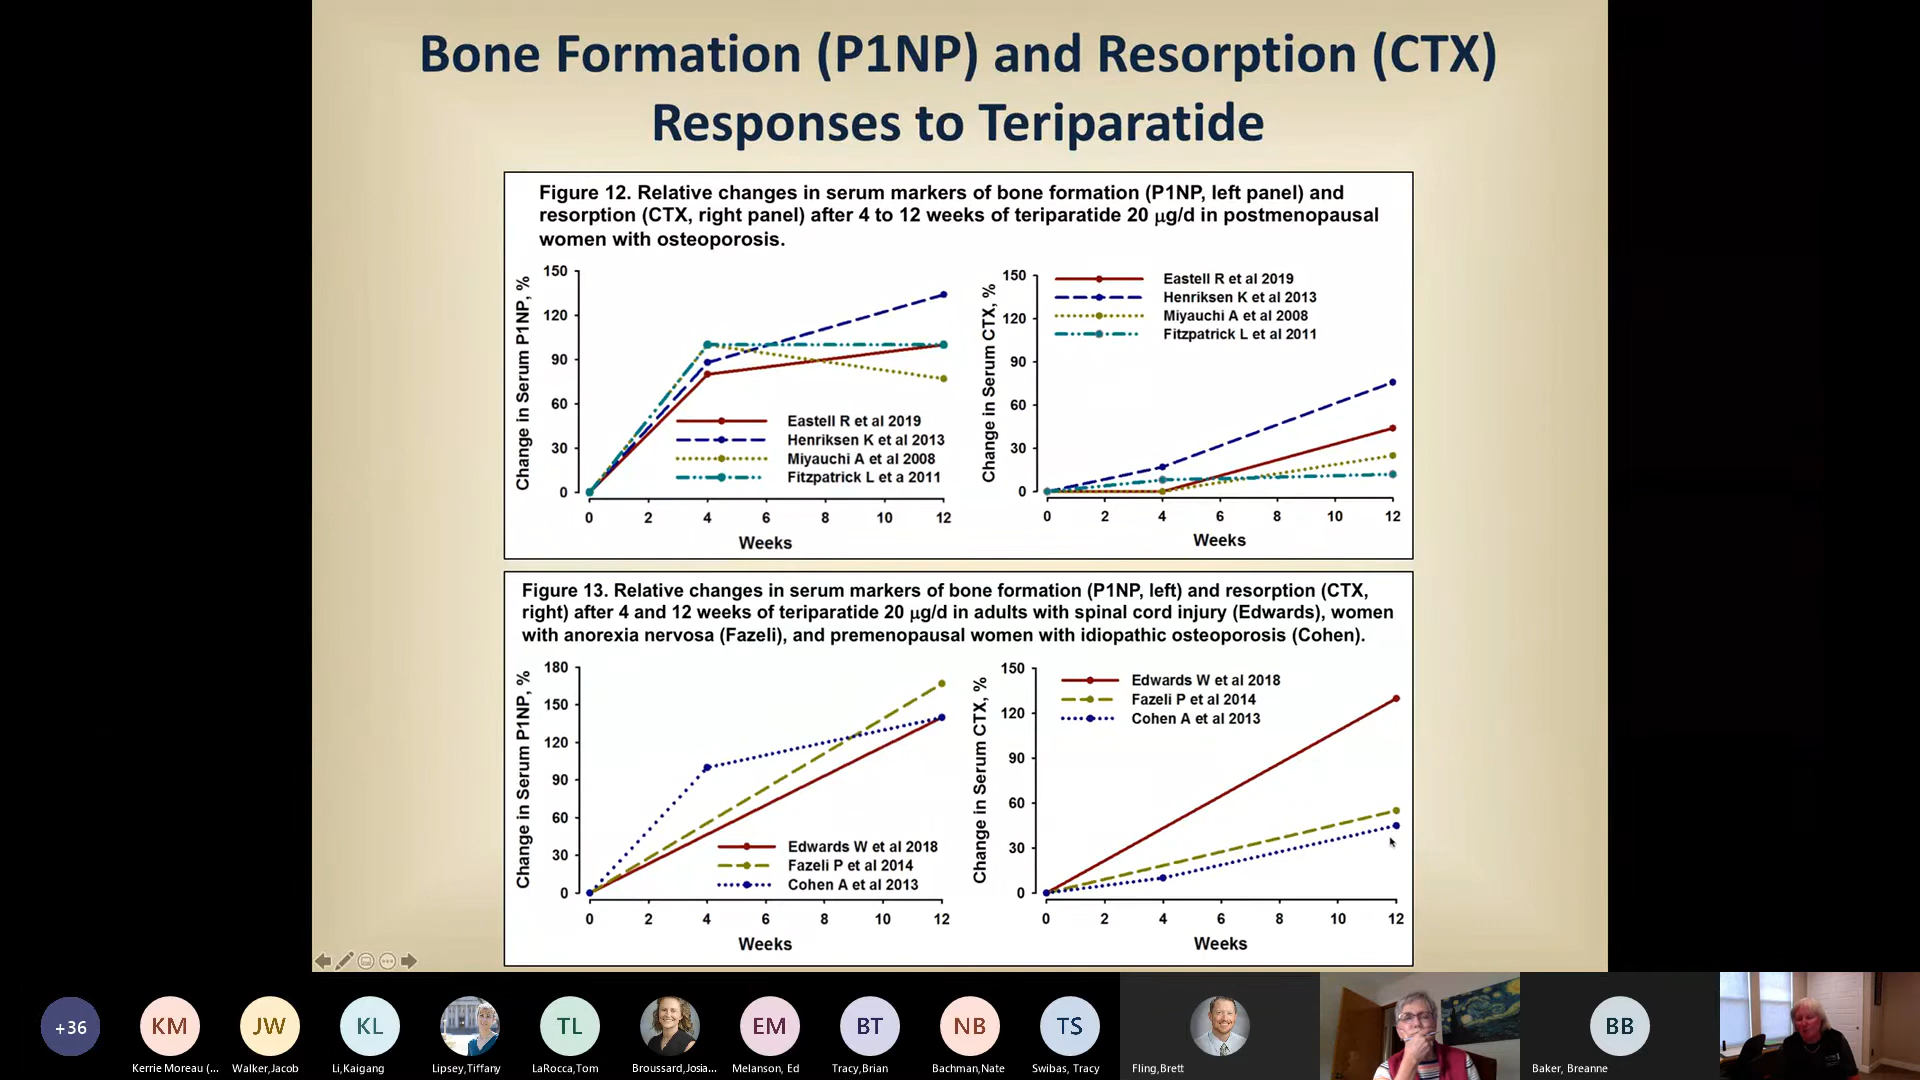 Bone Formation (P1NP) and Resorption (CTX)
Responses to Teriparatide
Figure 12. Relative changes in serum markers of bone formation (P1NP, left panel) and
resorption (CTX, right panel) after 4 to 12 weeks of teriparatide 20 µg/d in postmenopausal
women with osteoporosis.
Change in Serum P1NP, %
150
120
90
60
30
0
Eastell R et al 2019
Henriksen K et al 2013
Miyauchi A et al 2008
Fitzpatrick L et a 2011
0 2 4 6 8 10 12
Weeks
Change in Serum CTX, %
150
120
90
60
30
0
Eastell R et al 2019
Henriksen K et al 2013
Miyauchi A et al 2008
Fitzpatrick L et al 2011
0 2 4 6 8 10 12
Weeks
Figure 13. Relative changes in serum markers of bone formation (P1NP, left) and resorption (CTX,
right) after 4 and 12 weeks of teriparatide 20 µg/d in adults with spinal cord injury (Edwards), women
with anorexia nervosa (Fazeli), and premenopausal women with idiopathic osteoporosis (Cohen).
Change in Serum P1NP, %
180
150
120
90
60
30
0
Edwards W et al 2018
Fazeli P et al 2014
Cohen A et al 2013
0 2 4 6 8 10 12
Weeks
Change in Serum CTX, %
150
120
90
60
30
0
Edwards W et al 2018
Fazeli P et al 2014
Cohen A et al 2013
0 2 4 6 8 10 12
Weeks
+36 KM JW KL TL EM BT NB TS BB
Kerrie Moreau (... Walker,Jacob Li,Kaigang Lipsey,Tiffany LaRocca,Tom Broussard,Josia... Melanson, Ed Tracy,Brian Bachman,Nate Swibas, Tracy Fling,Brett Baker, Breanne